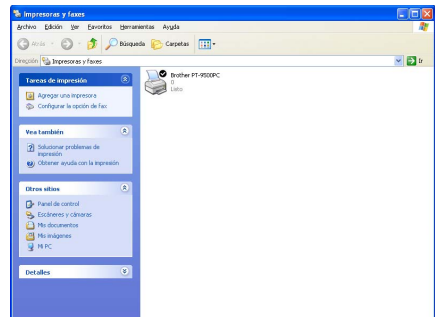 Impresoras y faxes
Archivo Edición Ver Favoritos Herramientas Ayuda
Atrás Búsqueda Carpetas
Dirección Impresoras y faxes Ir
Tareas de impresión
Agregar una impresora
Configurar la opción de fax
Vea también
Solucionar problemas de
impresión
Obtener ayuda con la impresión
Otros sitios
Panel de control
Escáneres y cámaras
Mis documentos
Mis imágenes
Mi PC
Detalles
Brother PT-9500PC
0
Listo